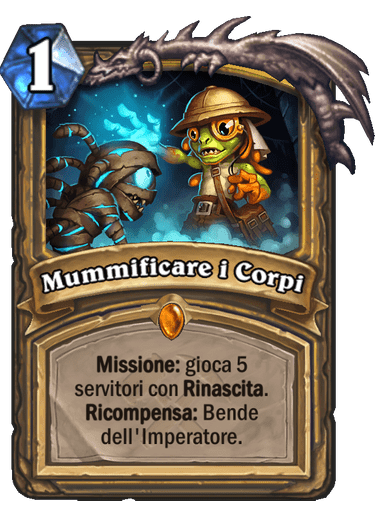 1
Mummificare i Corpi
Missione: gioca 5
servitori con Rinascita.
Ricompensa: Bende
dell'Imperatore.